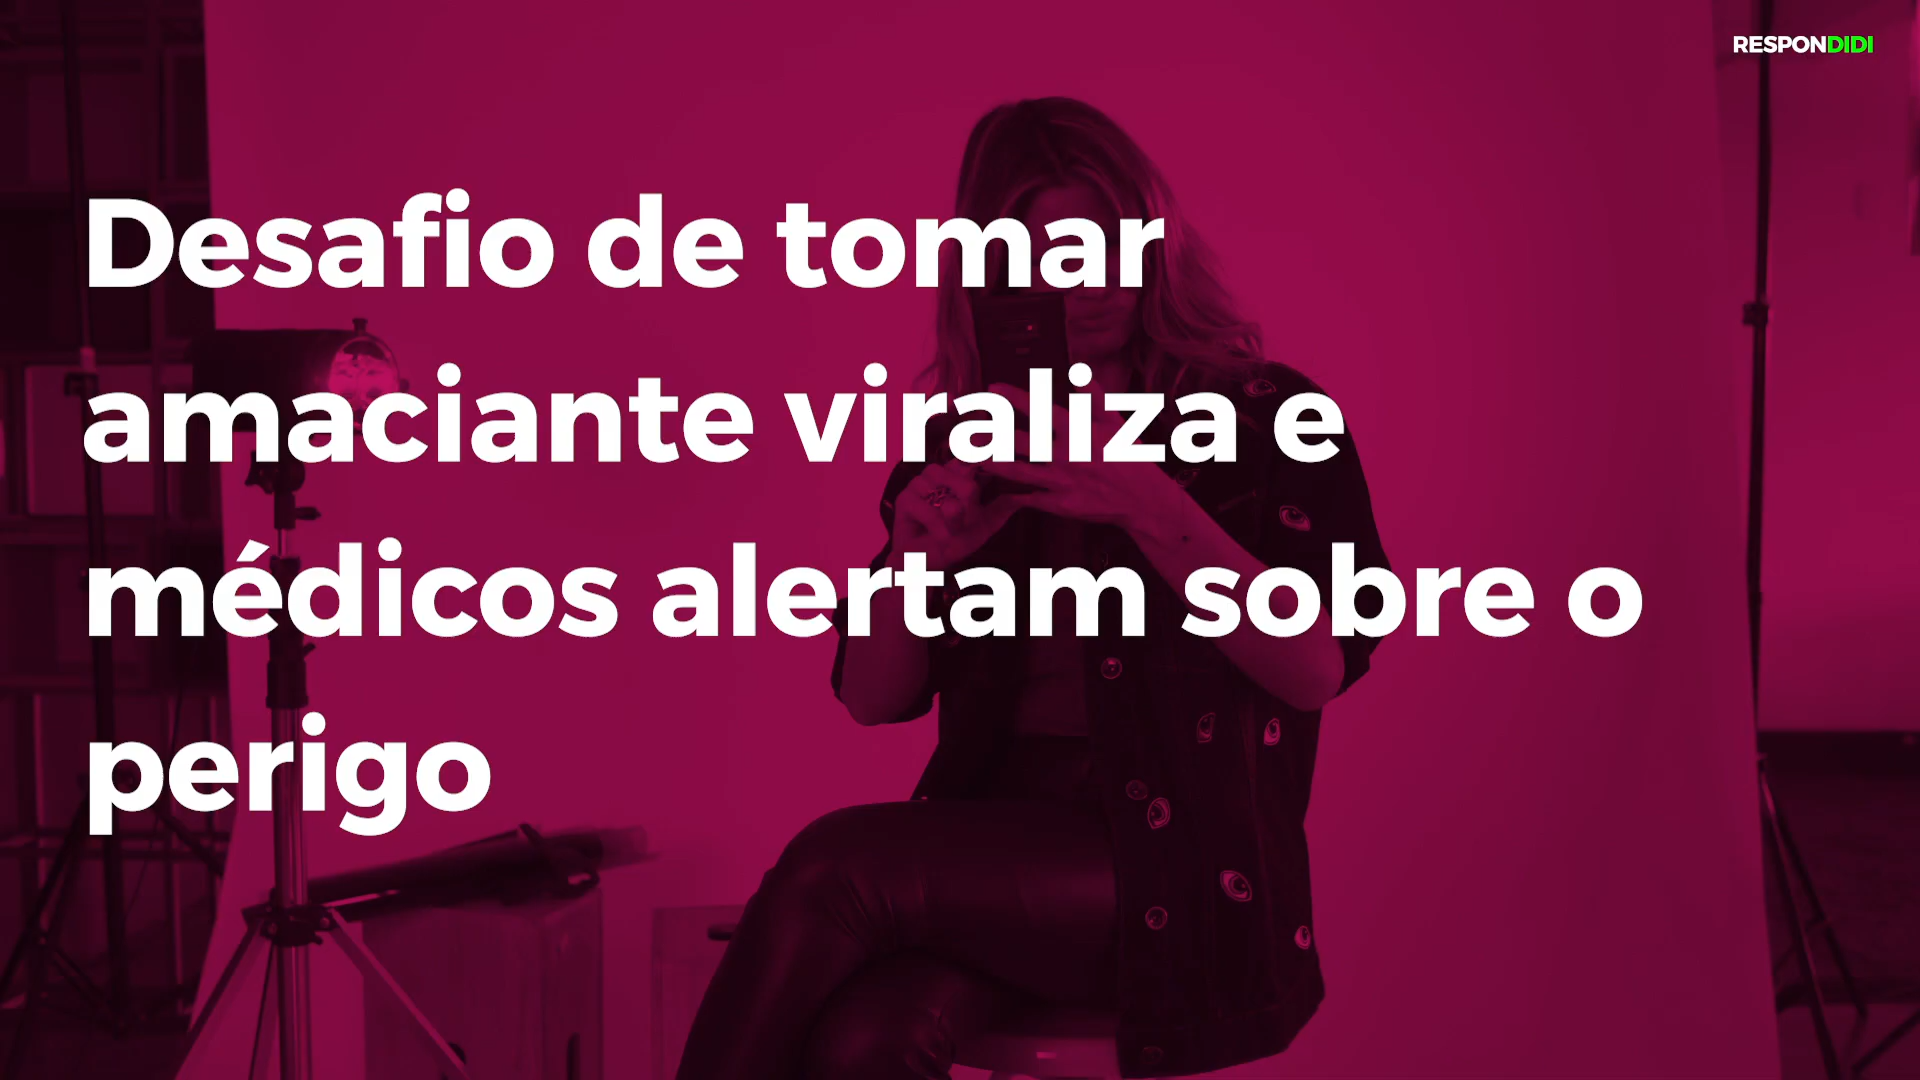 RESPONDIDI
Desafio de tomar
amaciante viraliza e
médicos alertam sobre o
perigo